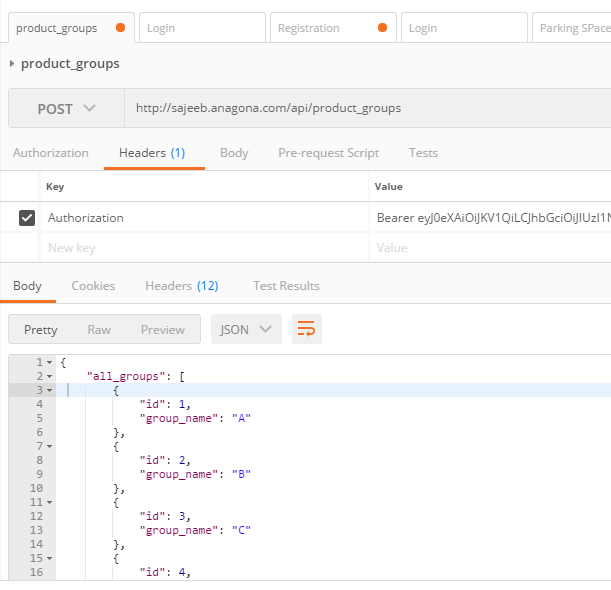 product_groups Login Registration Login Parking SPace
product_groups
POST http://sajeeb.anagona.com/api/product_groups
Authorization Headers (1) Body Pre-request Script Tests
Key Value
Authorization Bearer eyJ0eXAiOiJKV1QiLCJhbGciOiJIUzI1N
New key Value
Body Cookies Headers (12) Test Results
Pretty Raw Preview JSON
1 {
2 "all_groups": [
3 {
4 "id": 1,
5 "group_name": "A"
6 },
7 {
8 "id": 2,
9 "group_name": "B"
10 },
11 {
12 "id": 3,
13 "group_name": "C"
14 },
15 {
16 "id": 4,